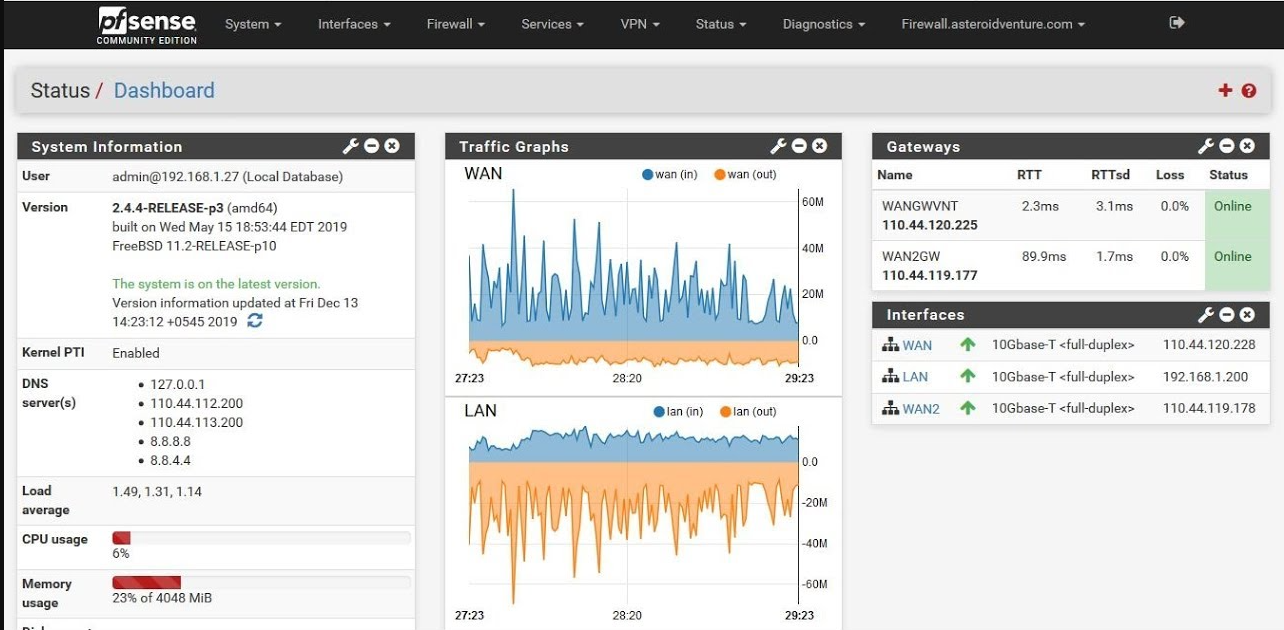 pfsense
COMMUNITY EDITION
System
Interfaces
Firewall
Services
VPN
Status
Diagnostics
Firewall.asteroidventure.com
Status / Dashboard
System Information
User admin@192.168.1.27 (Local Database)
Version 2.4.4-RELEASE-p3 (amd64)
built on Wed May 15 18:53:44 EDT 2019
FreeBSD 11.2-RELEASE-p10
The system is on the latest version.
Version information updated at Fri Dec 13
14:23:12 +0545 2019
Kernel PTI Enabled
DNS
server(s)
127.0.0.1
110.44.112.200
110.44.113.200
8.8.8.8
8.8.4.4
Load
average
1.49, 1.31, 1.14
CPU usage
6%
Memory
usage
23% of 4048 MiB
Traffic Graphs
WAN
wan (in) wan (out)
60M
40M
20M
0.0
27:23 28:20 29:23
LAN
lan (in) lan (out)
0.0
-20M
-40M
-60M
27:23 28:20 29:23
Gateways
Name RTT RTTsd Loss Status
WANGWVNT 2.3ms 3.1ms 0.0% Online
110.44.120.225
WAN2GW 89.9ms 1.7ms 0.0% Online
110.44.119.177
Interfaces
WAN 10Gbase-T <full-duplex> 110.44.120.228
LAN 10Gbase-T <full-duplex> 192.168.1.200
WAN2 10Gbase-T <full-duplex> 110.44.119.178